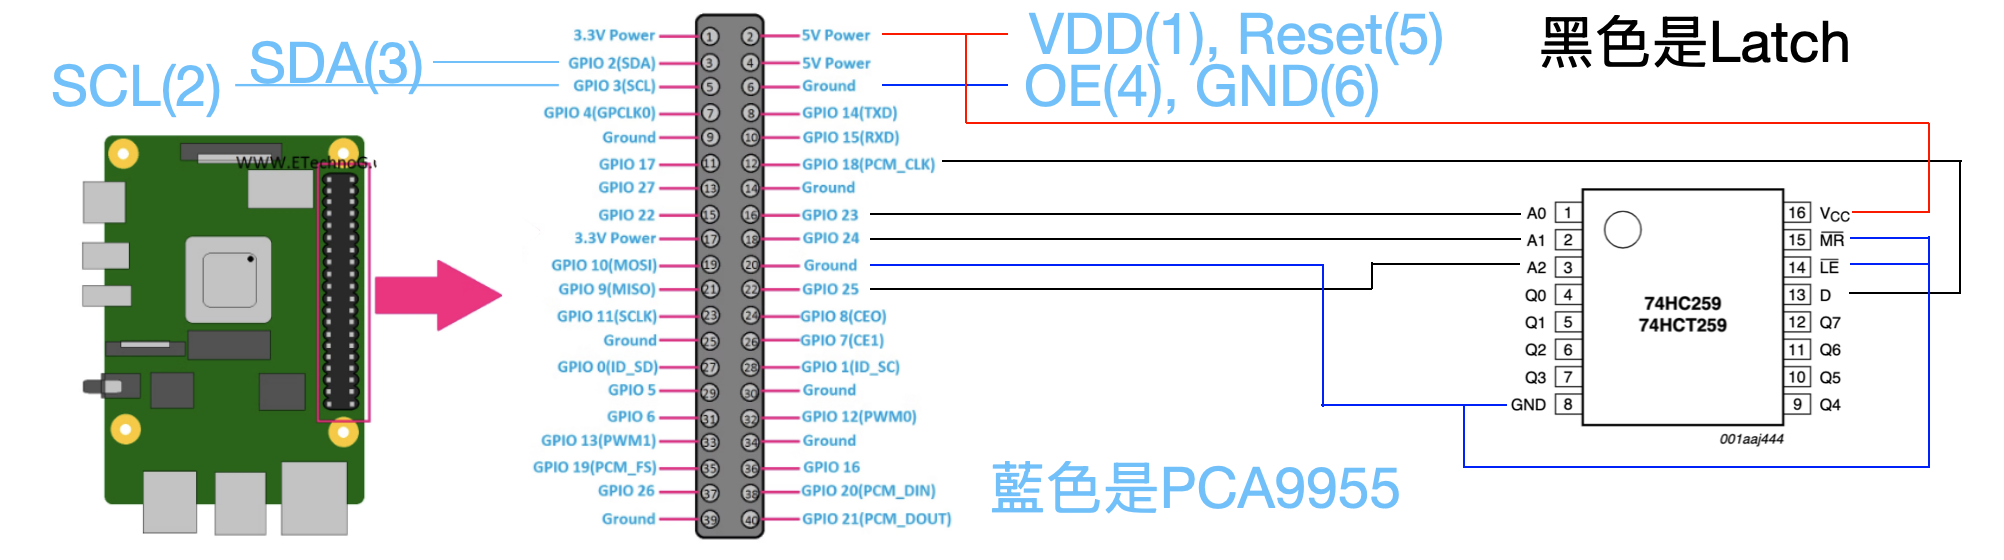 VDD(1), Reset(5)
黑色是Latch
SDA(3)
SCL(2)
OE(4), GND(6)
3.3V Power 1 2 5V Power
GPIO 2(SDA) 3 4 5V Power
GPIO 3(SCL) 5 6 Ground
GPIO 4(GPCLK0) 7 8 GPIO 14(TXD)
Ground 9 10 GPIO 15(RXD)
GPIO 17 11 12 GPIO 18(PCM_CLK)
GPIO 27 13 14 Ground
GPIO 22 15 16 GPIO 23
3.3V Power 17 18 GPIO 24
GPIO 10(MOSI) 19 20 Ground
GPIO 9(MISO) 21 22 GPIO 25
GPIO 11(SCLK) 23 24 GPIO 8(CEO)
Ground 25 26 GPIO 7(CE1)
GPIO 0(ID_SD) 27 28 GPIO 1(ID_SC)
GPIO 5 29 30 Ground
GPIO 6 31 32 GPIO 12(PWM0)
GPIO 13(PWM1) 33 34 Ground
GPIO 19(PCM_FS) 35 36 GPIO 16
GPIO 26 37 38 GPIO 20(PCM_DIN)
Ground 39 40 GPIO 21(PCM_DOUT)
WWW.ETechnoG.
A0 1 16 VCC
A1 2 15 MR
A2 3 14 LE
Q0 4 13 D
Q1 5 12 Q7
Q2 6 11 Q6
Q3 7 10 Q5
GND 8 9 Q4
74HC259
74HCT259
001aaj444
藍色是PCA9955